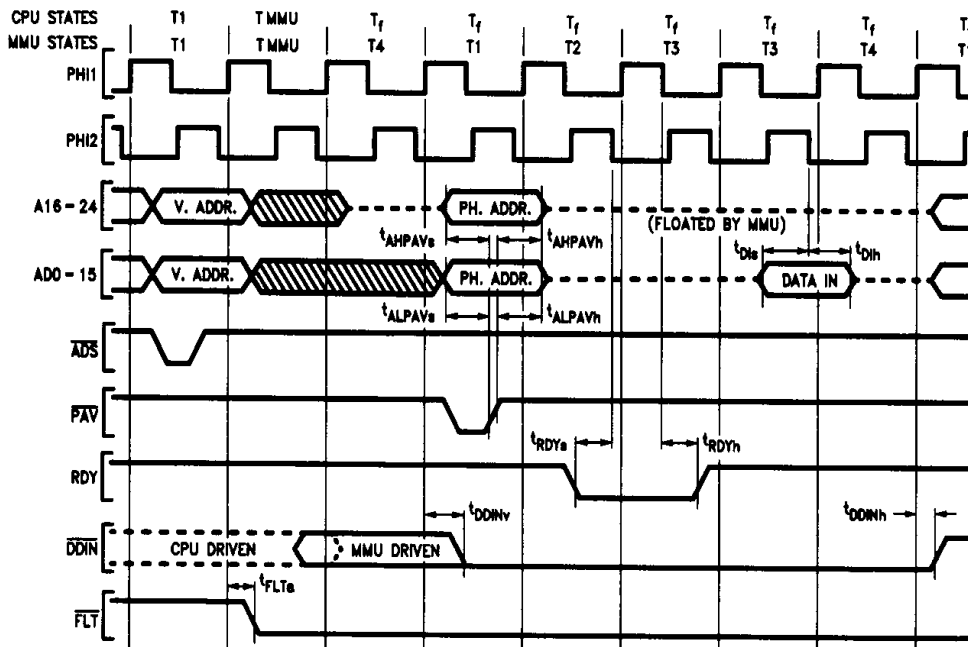 CPU STATES T1 TMMU Tf Tf Tf Tf Tf Tf
MMU STATES T1 TMMU T4 T1 T2 T3 T3 T4
PHI1
PHI2
A16-24 V. ADDR. PH. ADDR. (FLOATED BY MMU)
tAHPAVs tAHPAVh tDIs tDIh
AD0-15 V. ADDR. PH. ADDR. DATA IN
tALPAVs tALPAVh
ADS
PAV
tRDYs tRDYh
RDY
tDDINv tDDINh
DDIN CPU DRIVEN MMU DRIVEN
tFLTa
FLT